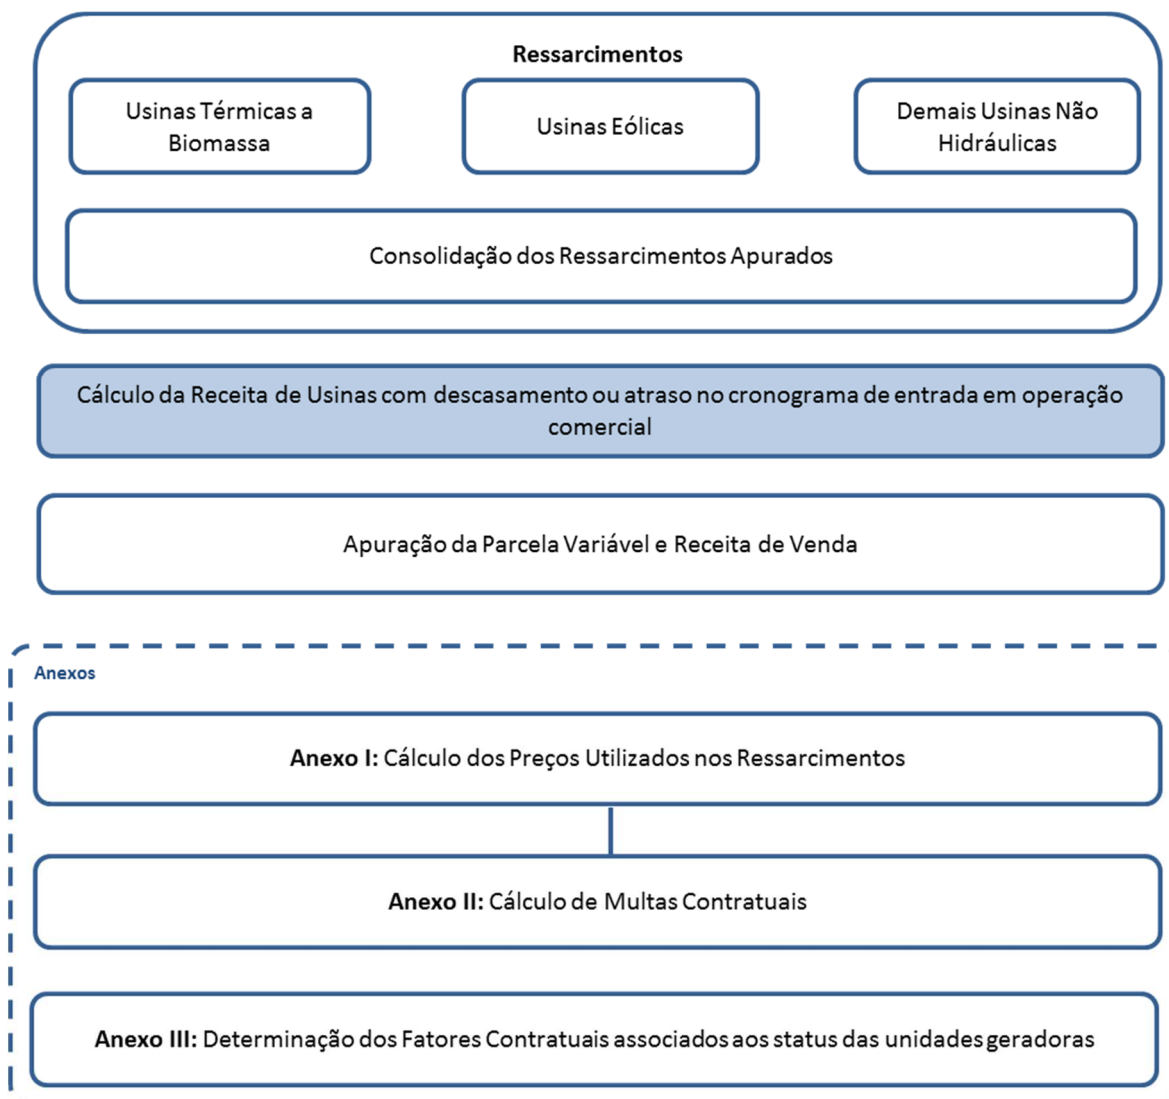 Ressarcimentos
Usinas Térmicas a
Biomassa
Usinas Eólicas
Demais Usinas Não
Hidráulicas
Consolidação dos Ressarcimentos Apurados
Cálculo da Receita de Usinas com descasamento ou atraso no cronograma de entrada em operação
comercial
Apuração da Parcela Variável e Receita de Venda
Anexos
Anexo I: Cálculo dos Preços Utilizados nos Ressarcimentos
Anexo II: Cálculo de Multas Contratuais
Anexo III: Determinação dos Fatores Contratuais associados aos status das unidades geradoras